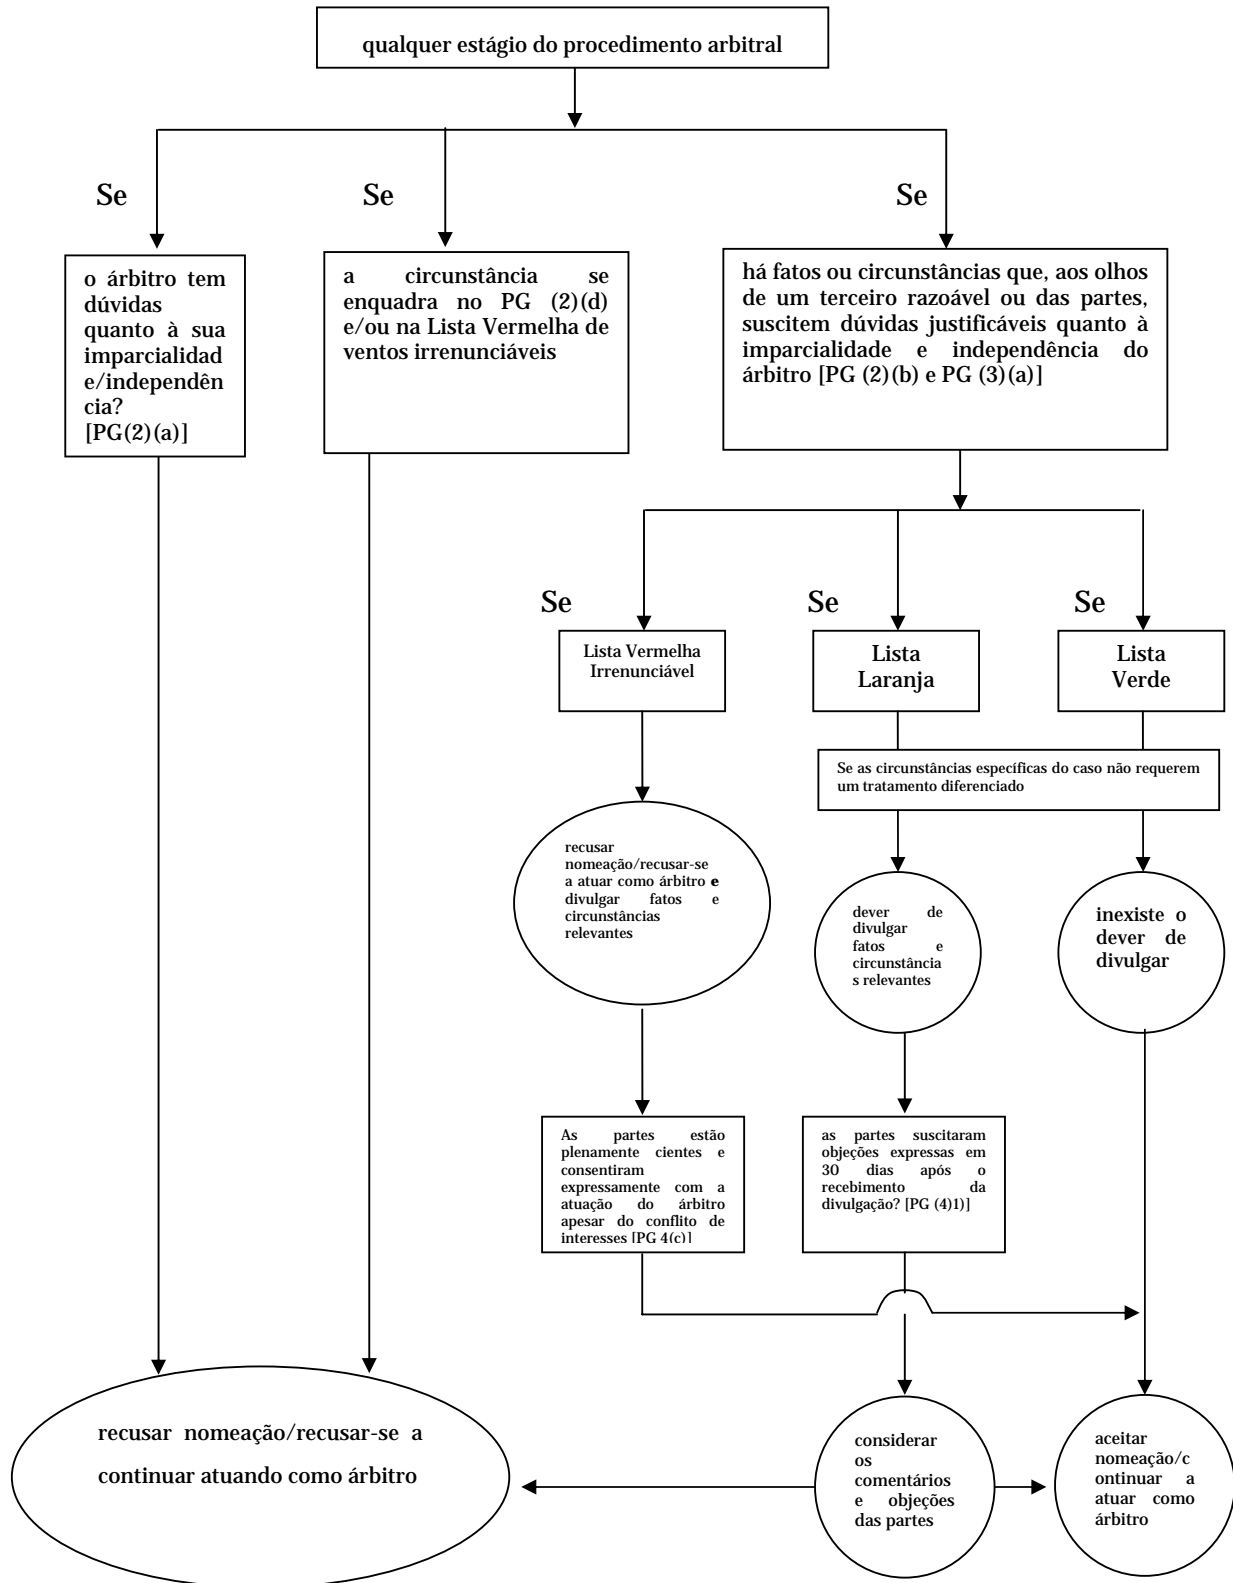 qualquer estágio do procedimento arbitral
Se
Se
Se
o árbitro tem
dúvidas
quanto à sua
imparcialidad
e/independên
cia?
[PG(2)(a)]
a circunstância se
enquadra no PG (2)(d)
e/ou na Lista Vermelha de
ventos irrenunciáveis
há fatos ou circunstâncias que, aos olhos
de um terceiro razoável ou das partes,
suscitem dúvidas justificáveis quanto à
imparcialidade e independência do
árbitro [PG (2)(b) e PG (3)(a)]
Se
Se
Se
Lista Vermelha
Irrenunciável
Lista
Laranja
Lista
Verde
Se as circunstâncias específicas do caso não requerem
um tratamento diferenciado
recusar
nomeação/recusar-se
a atuar como árbitro e
divulgar fatos e
circunstâncias
relevantes
dever de
divulgar
fatos e
circunstância
s relevantes
inexiste o
dever de
divulgar
As partes estão
plenamente cientes e
consentiram
expressamente com a
atuação do árbitro
apesar do conflito de
interesses [PG 4(c)]
as partes suscitaram
objeções expressas em
30 dias após o
recebimento da
divulgação? [PG (4)1)]
recusar nomeação/recusar-se a
continuar atuando como árbitro
considerar
os
comentários
e objeções
das partes
aceitar
nomeação/c
ontinuar a
atuar como
árbitro